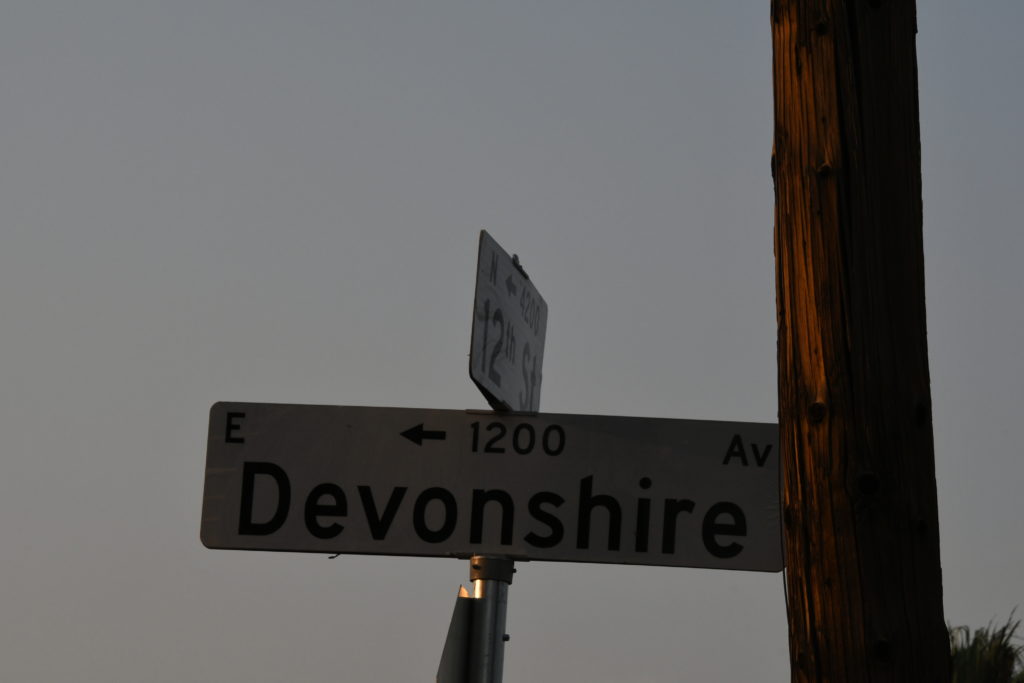 N ← 4200
12th St
E ← 1200 Av
Devonshire